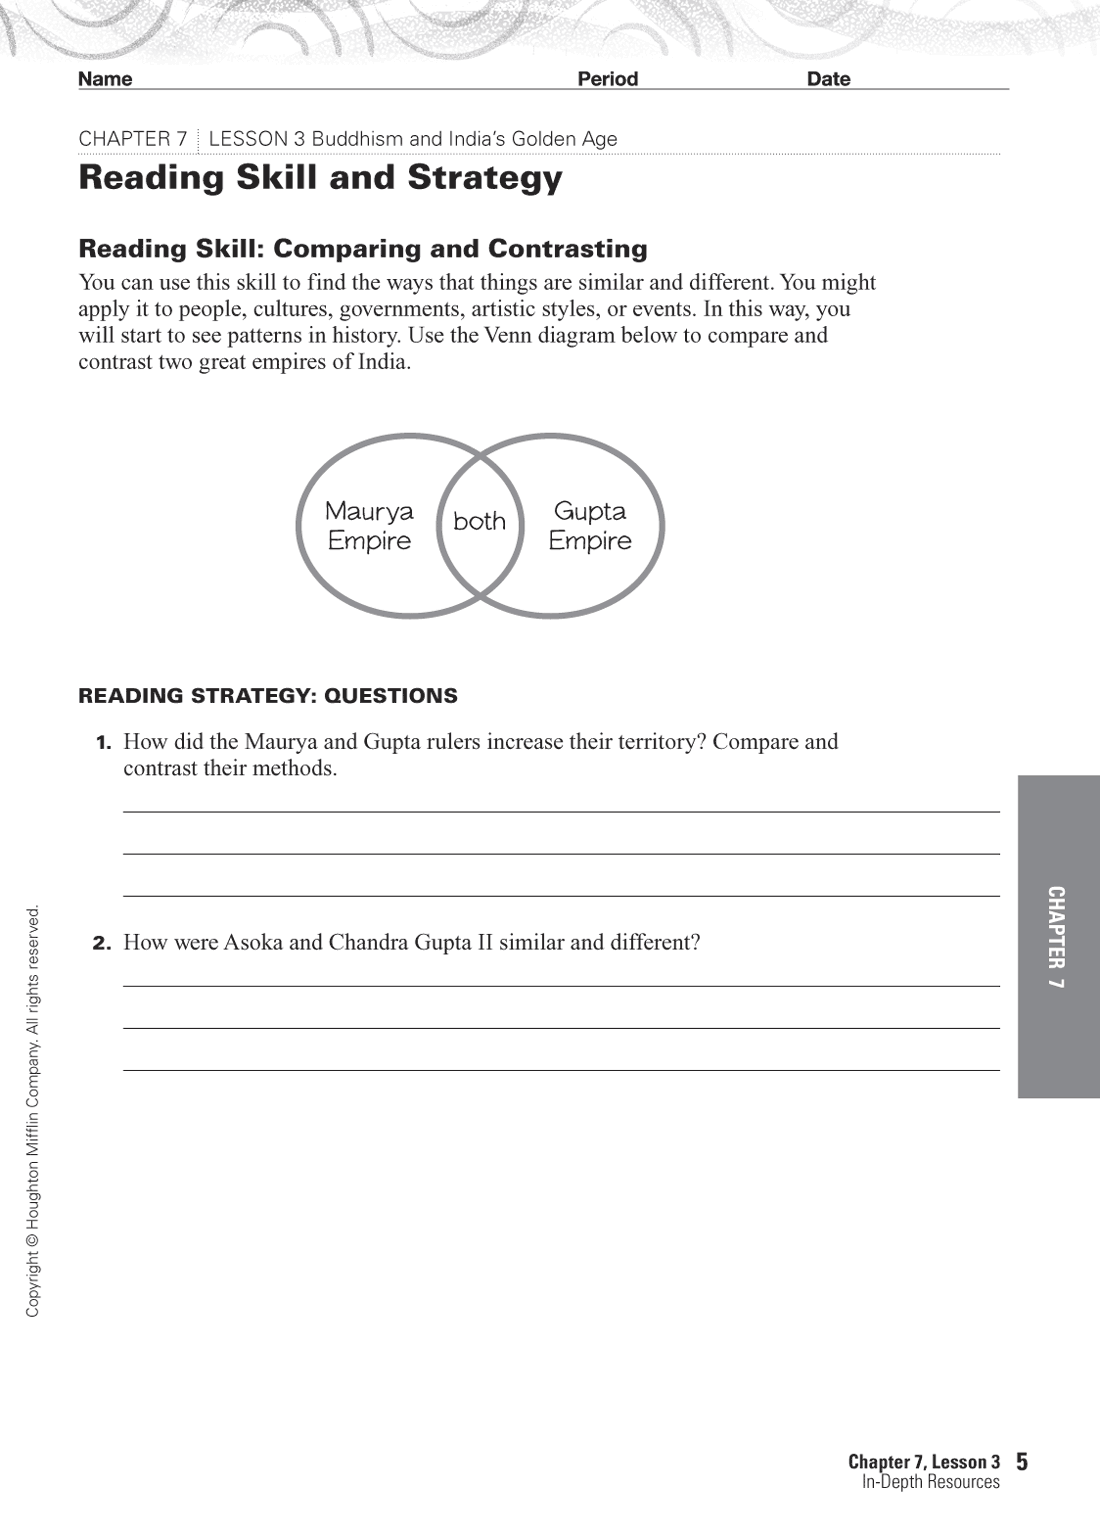 Name Period Date
CHAPTER 7 LESSON 3 Buddhism and India's Golden Age
Reading Skill and Strategy
Reading Skill: Comparing and Contrasting
You can use this skill to find the ways that things are similar and different. You might
apply it to people, cultures, governments, artistic styles, or events. In this way, you
will start to see patterns in history. Use the Venn diagram below to compare and
contrast two great empires of India.
Maurya
Empire
both
Gupta
Empire
READING STRATEGY: QUESTIONS
1. How did the Maurya and Gupta rulers increase their territory? Compare and
contrast their methods.
2. How were Asoka and Chandra Gupta II similar and different?
CHAPTER 7
Copyright © Houghton Mifflin Company. All rights reserved.
Chapter 7, Lesson 3 5
In-Depth Resources